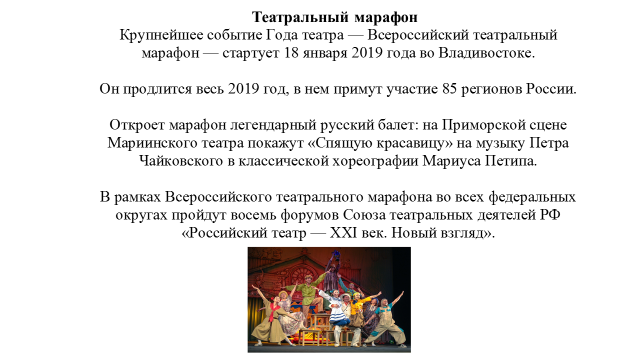 Театральный марафон
Крупнейшее событие Года театра — Всероссийский театральный
марафон — стартует 18 января 2019 года во Владивостоке.
Он продлится весь 2019 год, в нем примут участие 85 регионов России.
Откроет марафон легендарный русский балет: на Приморской сцене
Мариинского театра покажут «Спящую красавицу» на музыку Петра
Чайковского в классической хореографии Мариуса Петипа.
В рамках Всероссийского театрального марафона во всех федеральных
округах пройдут восемь форумов Союза театральных деятелей РФ
«Российский театр — XXI век. Новый взгляд».